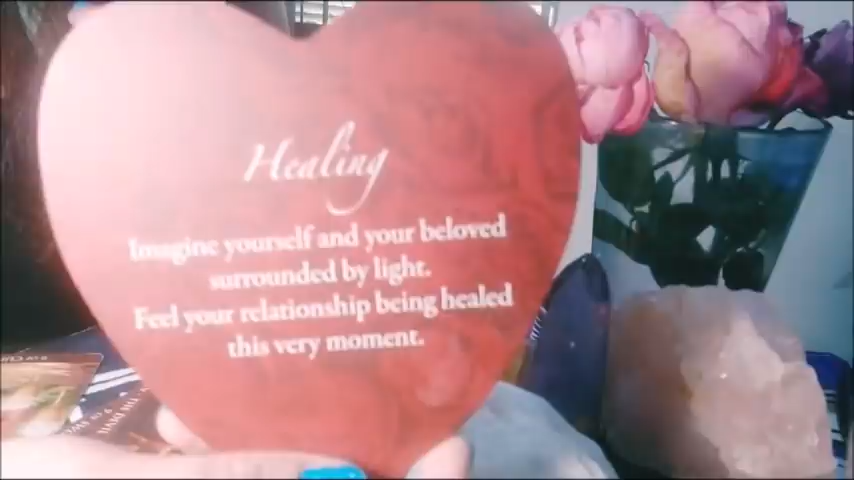 Healing
Imagine yourself and your beloved
surrounded by light.
Feel your relationship being healed
this very moment.